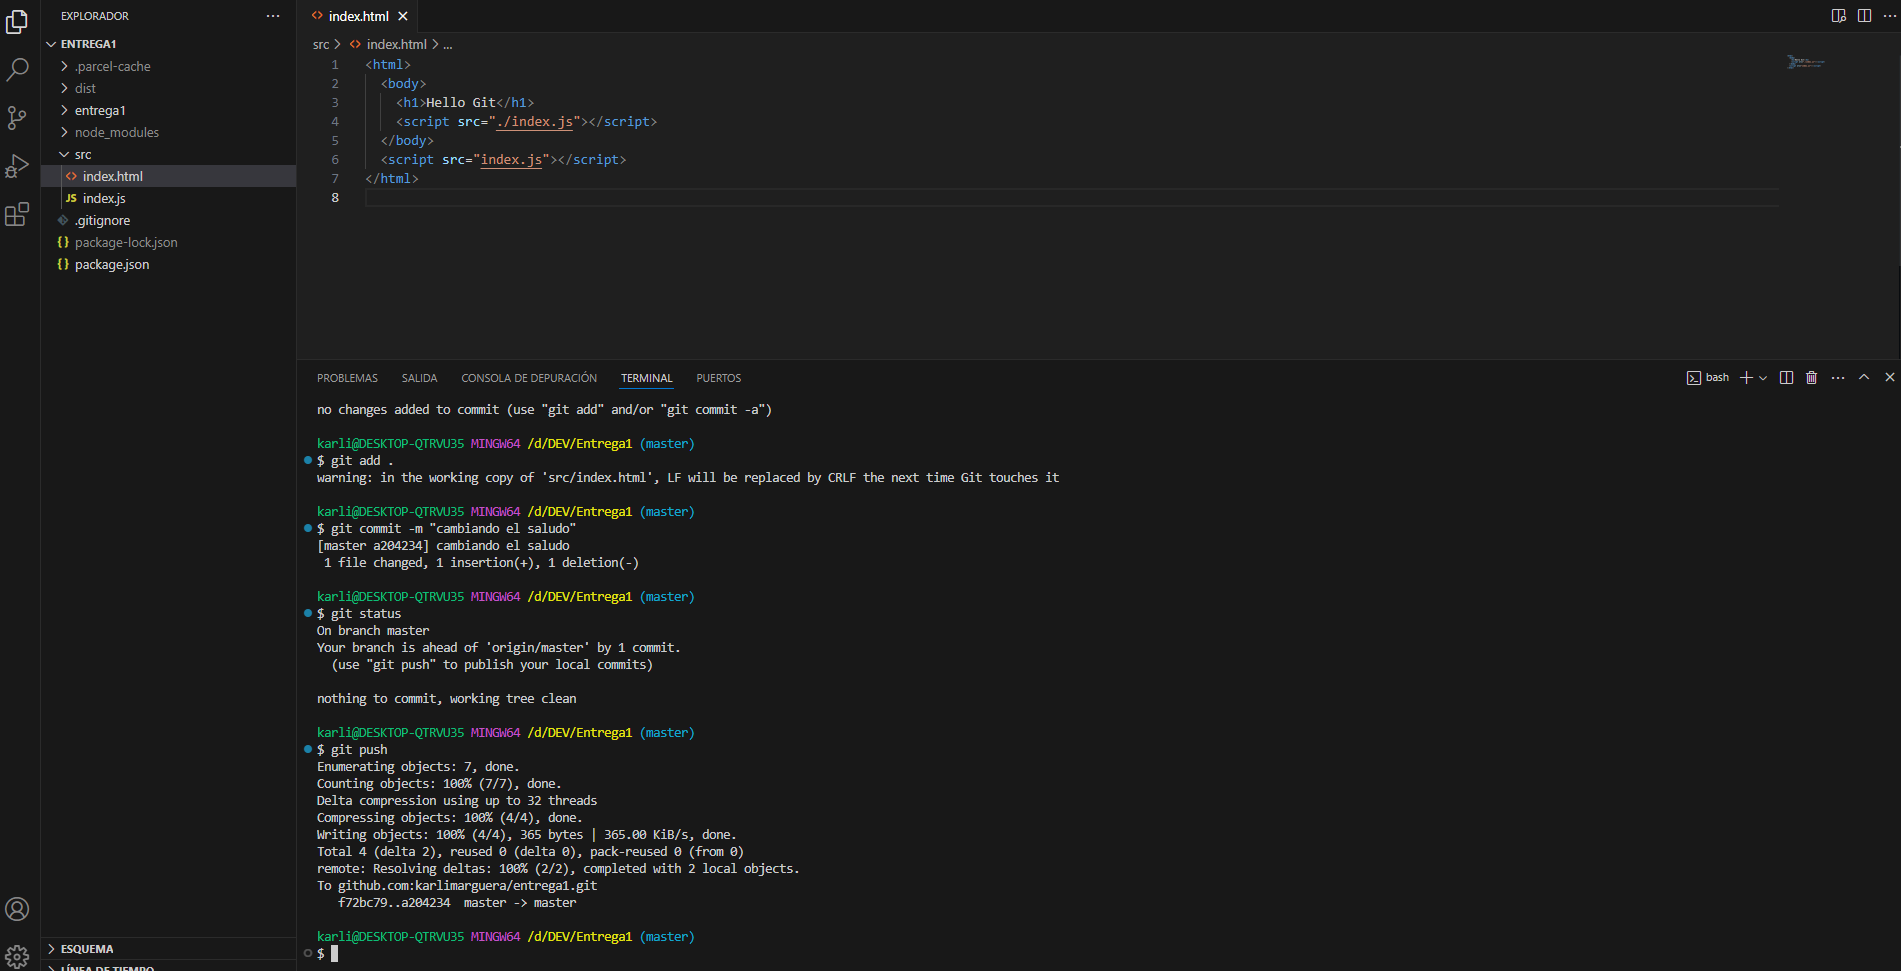 EXPLORADOR
ENTREGA1
.parcel-cache
dist
entrega1
node_modules
src
index.html
JS index.js
.gitignore
{} package-lock.json
{} package.json
ESQUEMA
LÍNEA DE TIEMPO
<> index.html
src > <> index.html > ...
1 <html>
2 <body>
3 <h1>Hello Git</h1>
4 <script src="./index.js"></script>
5 </body>
6 <script src="index.js"></script>
7 </html>
8
PROBLEMAS SALIDA CONSOLA DE DEPURACIÓN TERMINAL PUERTOS
bash
no changes added to commit (use "git add" and/or "git commit -a")
karli@DESKTOP-QTRVU35 MINGW64 /d/DEV/Entrega1 (master)
$ git add .
warning: in the working copy of 'src/index.html', LF will be replaced by CRLF the next time Git touches it
karli@DESKTOP-QTRVU35 MINGW64 /d/DEV/Entrega1 (master)
$ git commit -m "cambiando el saludo"
[master a204234] cambiando el saludo
1 file changed, 1 insertion(+), 1 deletion(-)
karli@DESKTOP-QTRVU35 MINGW64 /d/DEV/Entrega1 (master)
$ git status
On branch master
Your branch is ahead of 'origin/master' by 1 commit.
(use "git push" to publish your local commits)
nothing to commit, working tree clean
karli@DESKTOP-QTRVU35 MINGW64 /d/DEV/Entrega1 (master)
$ git push
Enumerating objects: 7, done.
Counting objects: 100% (7/7), done.
Delta compression using up to 32 threads
Compressing objects: 100% (4/4), done.
Writing objects: 100% (4/4), 365 bytes | 365.00 KiB/s, done.
Total 4 (delta 2), reused 0 (delta 0), pack-reused 0 (from 0)
remote: Resolving deltas: 100% (2/2), completed with 2 local objects.
To github.com:karlimarguera/entrega1.git
f72bc79..a204234 master -> master
karli@DESKTOP-QTRVU35 MINGW64 /d/DEV/Entrega1 (master)
$